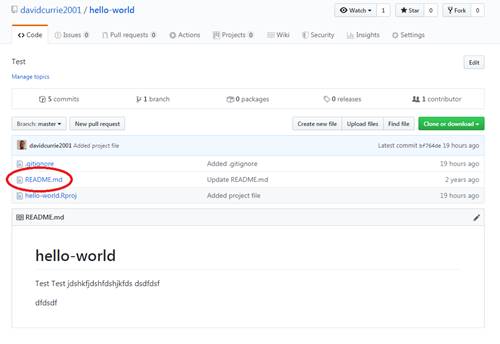 davidcurrie2001 / hello-world
Watch 1 Star 0 Fork 0
Code Issues 0 Pull requests 0 Actions Projects 0 Wiki Security Insights Settings
Test
Edit
Manage topics
5 commits 1 branch 0 packages 0 releases 1 contributor
Branch: master New pull request Create new file Upload files Find file Clone or download
davidcurrie2001 Added project file Latest commit bf764de 19 hours ago
.gitignore Added .gitignore 19 hours ago
README.md Update README.md 2 years ago
hello-world.Rproj Added project file 19 hours ago
README.md
hello-world
Test Test jdshkfjdshfdshjkfds dsdfdsf
dfdsdf